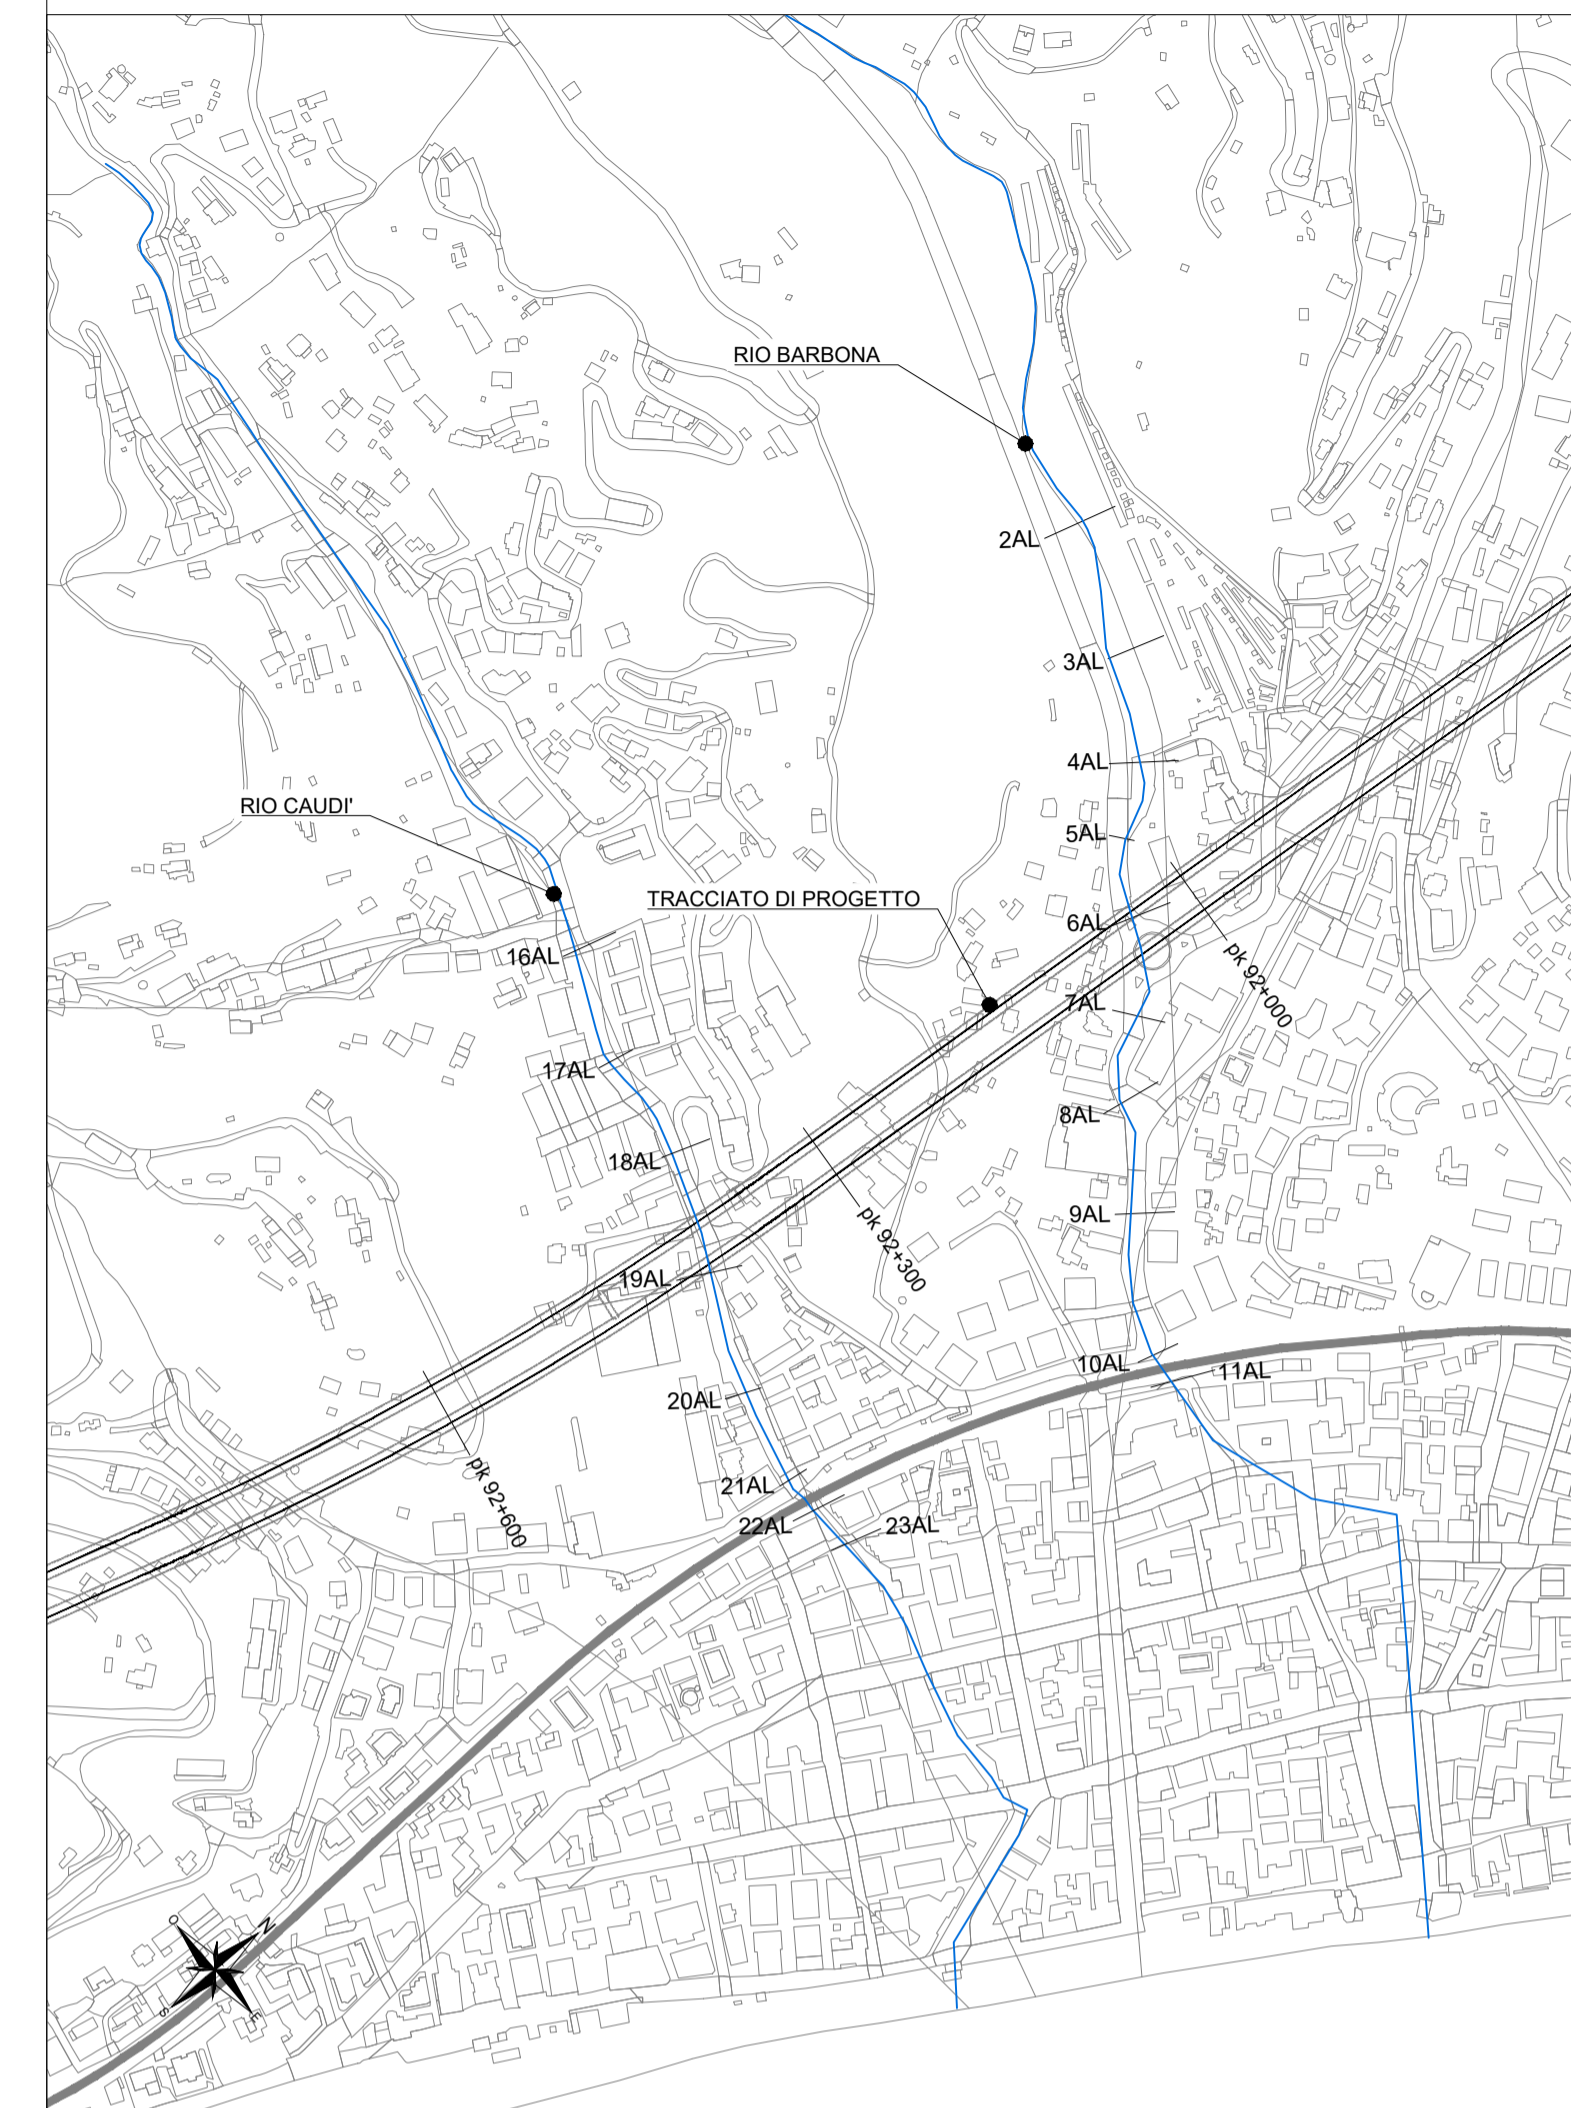 RIO BARBONA
2AL
3AL
4AL
RIO CAUDI'
5AL
TRACCIATO DI PROGETTO
6AL
16AL
pk 92+000
7AL
17AL
8AL
18AL
9AL
pk 92+300
19AL
10AL
11AL
20AL
21AL
pk 92+600
22AL
23AL
O
N
S
E